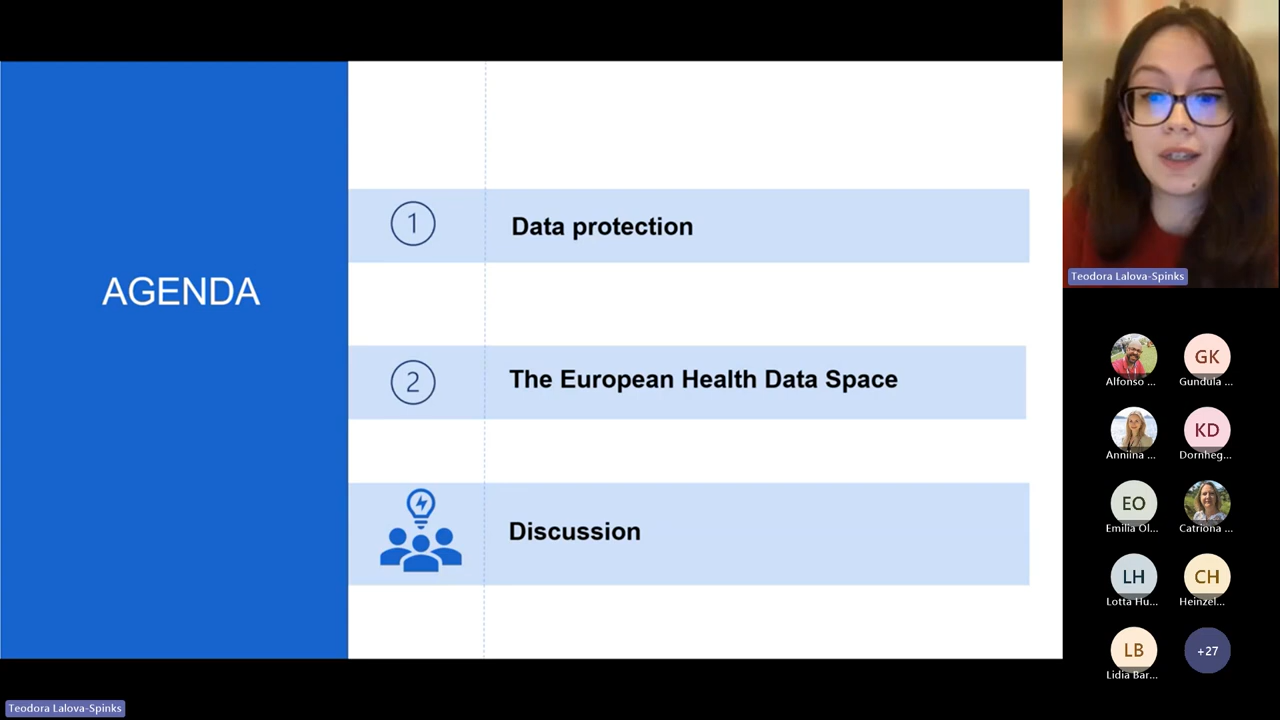 AGENDA
1
Data protection
2
The European Health Data Space
Discussion
Teodora Lalova-Spinks
Alfonso ...
GK
Gundula ...
Anniina ...
KD
Dornheg...
EO
Emilia Ol...
Catriona ...
LH
Lotta Hu...
CH
Heinzel...
LB
Lidia Bar...
+27
Teodora Lalova-Spinks